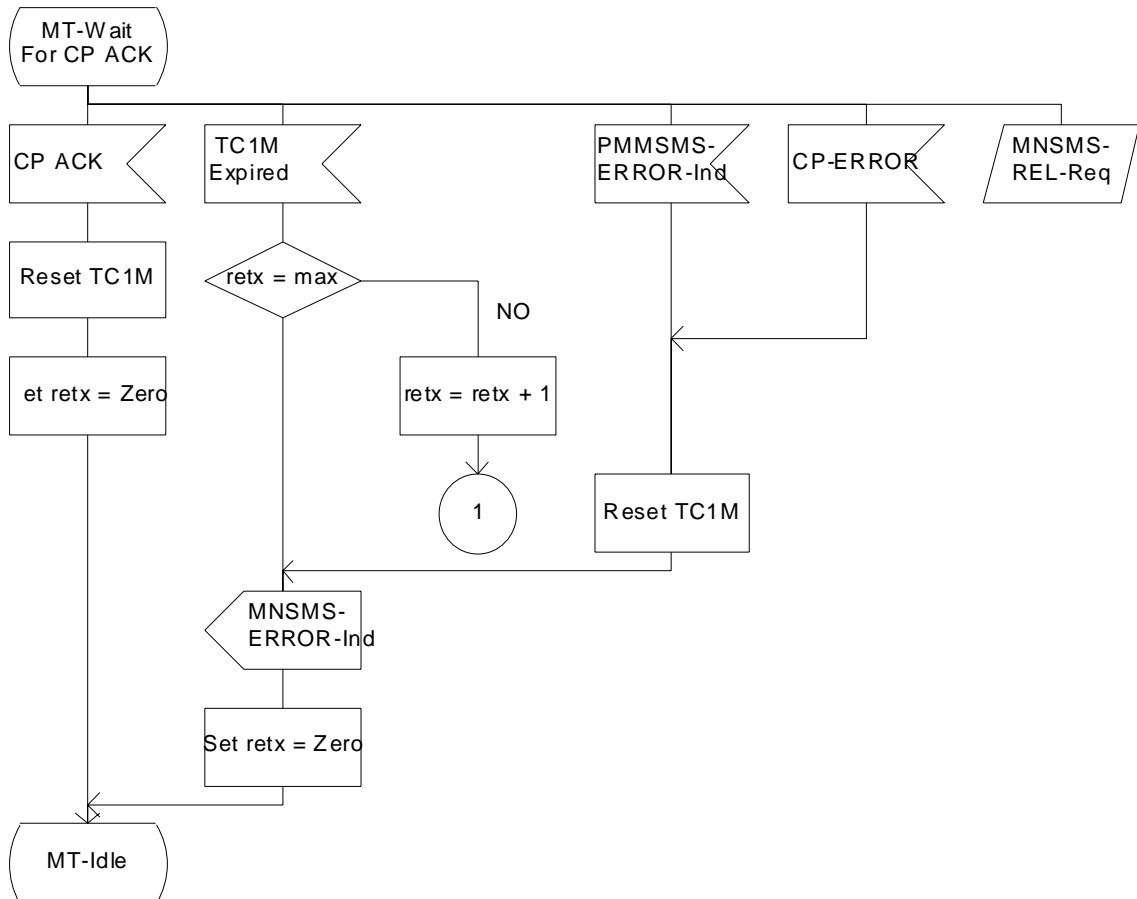 MT-Wait
For CP ACK
CP ACK
TC1M
Expired
PMMSMS-
ERROR-Ind
CP-ERROR
MNSMS-
REL-Req
Reset TC1M
retx = max
NO
et retx = Zero
retx = retx + 1
1
Reset TC1M
MNSMS-
ERROR-Ind
Set retx = Zero
MT-Idle